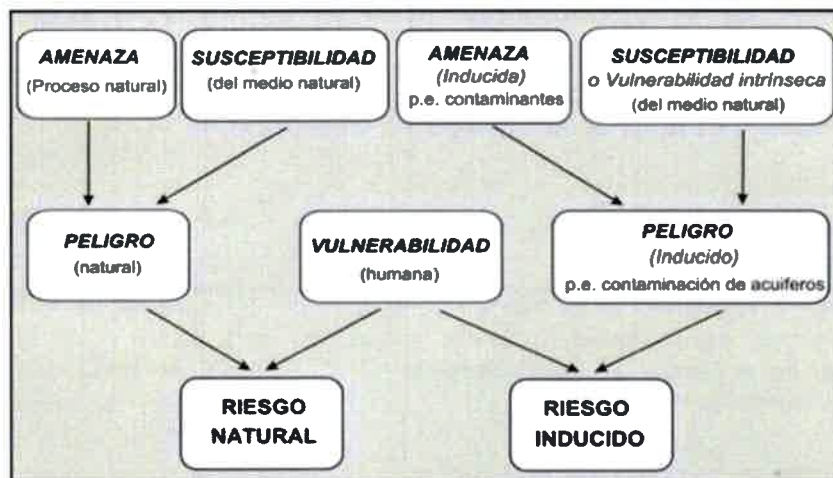 AMENAZA
(Proceso natural)
SUSCEPTIBILIDAD
(del medio natural)
AMENAZA
(Inducida)
p.e. contaminantes
SUSCEPTIBILIDAD
o Vulnerabilidad intrínseca
(del medio natural)
PELIGRO
(natural)
VULNERABILIDAD
(humana)
PELIGRO
(Inducido)
p.e. contaminación de acuiferos
RIESGO
NATURAL
RIESGO
INDUCIDO